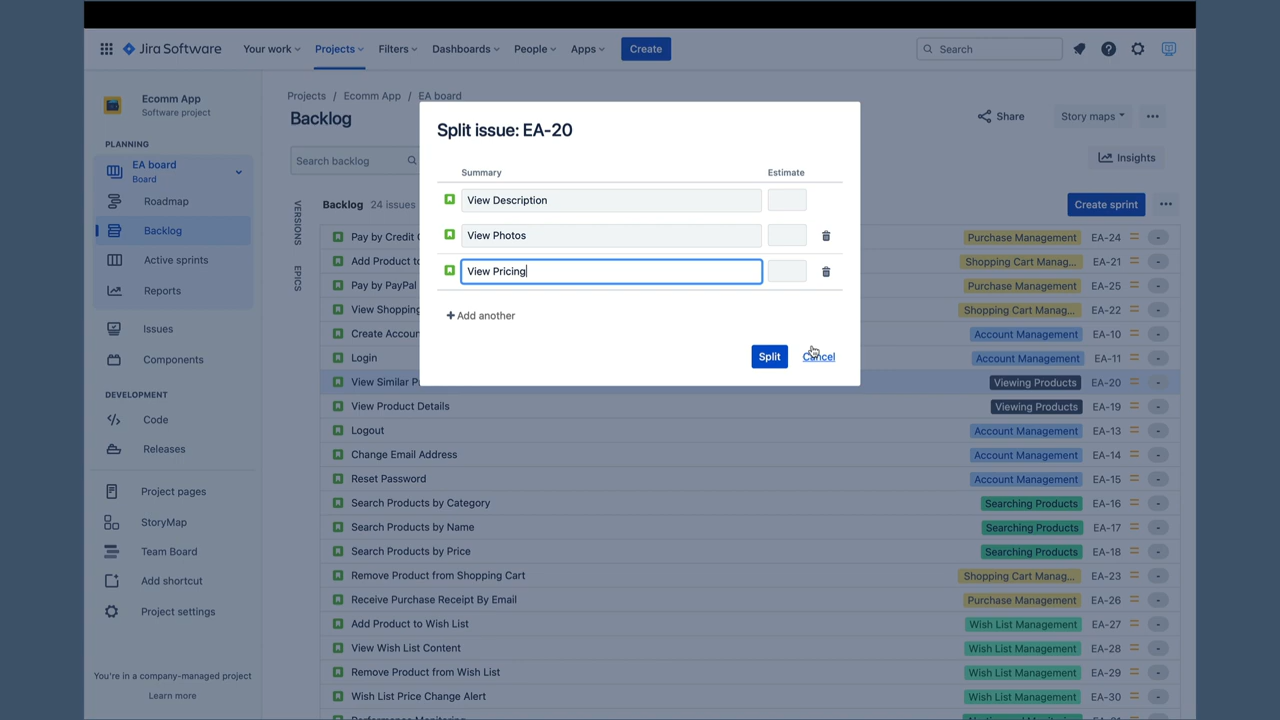 Jira Software
Your work
Projects
Filters
Dashboards
People
Apps
Create
Search
Ecomm App
Software project
PLANNING
EA board
Board
Roadmap
Backlog
Active sprints
Reports
Issues
Components
DEVELOPMENT
Code
Releases
Project pages
StoryMap
Team Board
Add shortcut
Project settings
You're in a company-managed project
Learn more
Projects / Ecomm App / EA board
Backlog
Share
Story maps
Search backlog
Insights
VERSIONS
EPICS
Backlog 24 issues
Create sprint
Split issue: EA-20
Summary Estimate
View Description
View Photos
View Pricing
Add another
Split Cancel
Pay by Credit Purchase Management EA-24 -
Add Product to Shopping Cart Manag... EA-21 -
Pay by PayPal Purchase Management EA-25 -
View Shopping Shopping Cart Manag... EA-22 -
Create Accoun Account Management EA-10 -
Login Account Management EA-11 -
View Similar P Viewing Products EA-20 -
View Product Details Viewing Products EA-19 -
Logout Account Management EA-13 -
Change Email Address Account Management EA-14 -
Reset Password Account Management EA-15 -
Search Products by Category Searching Products EA-16 -
Search Products by Name Searching Products EA-17 -
Search Products by Price Searching Products EA-18 -
Remove Product from Shopping Cart Shopping Cart Manag... EA-23 -
Receive Purchase Receipt By Email Purchase Management EA-26 -
Add Product to Wish List Wish List Management EA-27 -
View Wish List Content Wish List Management EA-28 -
Remove Product from Wish List Wish List Management EA-29 -
Wish List Price Change Alert Wish List Management EA-30 -